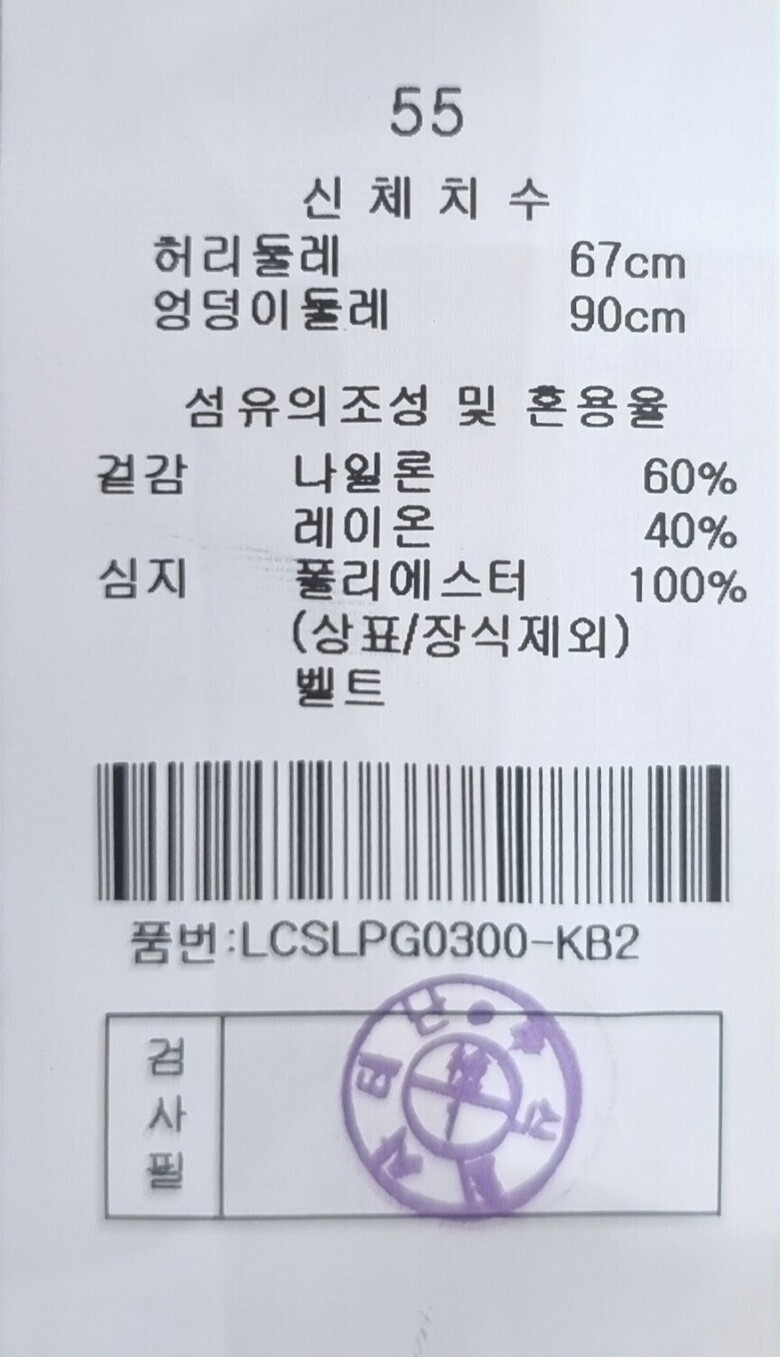 55
신체치수
허리둘레 67cm
엉덩이둘레 90cm
섬유의조성 및 혼용율
겉감 나일론 60%
레이온 40%
심지 폴리에스터 100%
(상표/장식제외)
벨트
품번:LCSLPG0300-KB2
검
사
필